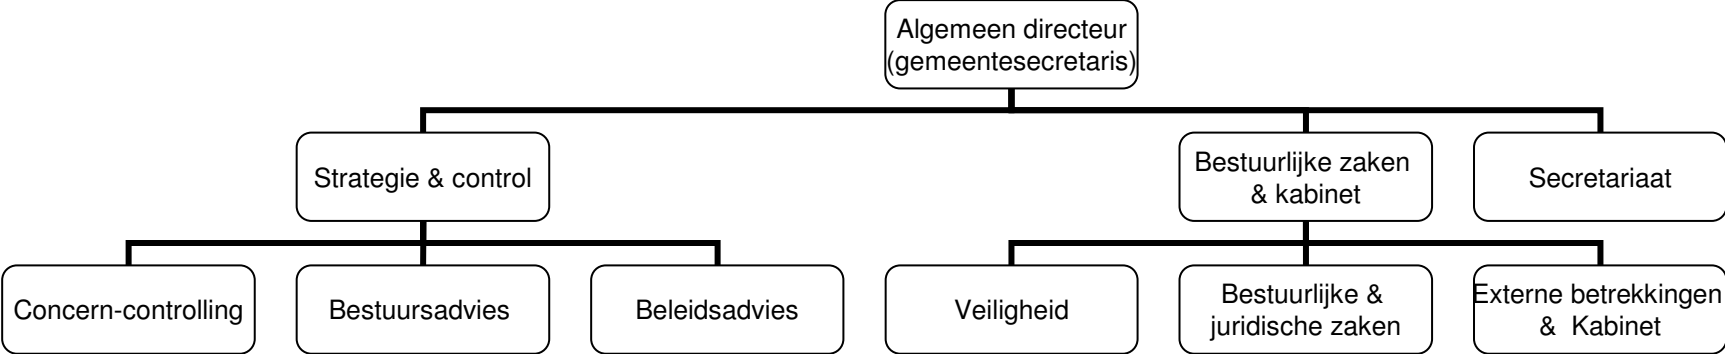 Algemeen directeur
(gemeentesecretaris)
Strategie & control
Bestuurlijke zaken
& kabinet
Secretariaat
Concern-controlling
Bestuursadvies
Beleidsadvies
Veiligheid
Bestuurlijke &
juridische zaken
Externe betrekkingen
& Kabinet